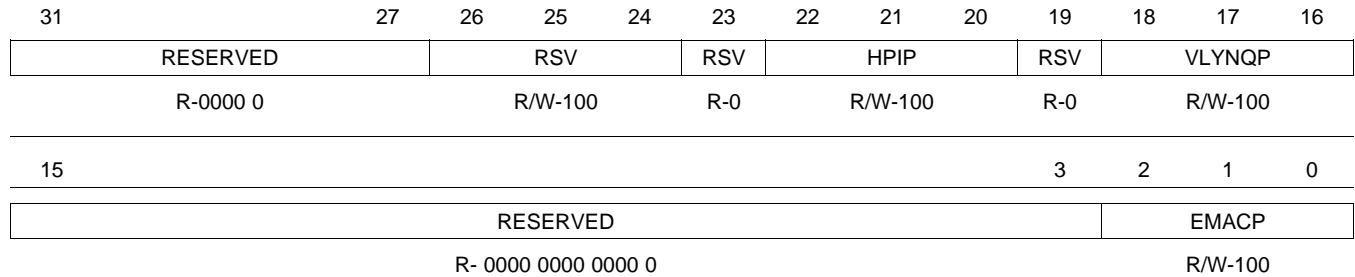 31 27 26 25 24 23 22 21 20 19 18 17 16
RESERVED RSV RSV HPIP RSV VLYNQP
R-0000 0 R/W-100 R-0 R/W-100 R-0 R/W-100
15 3 2 1 0
RESERVED EMACP
R- 0000 0000 0000 0 R/W-100